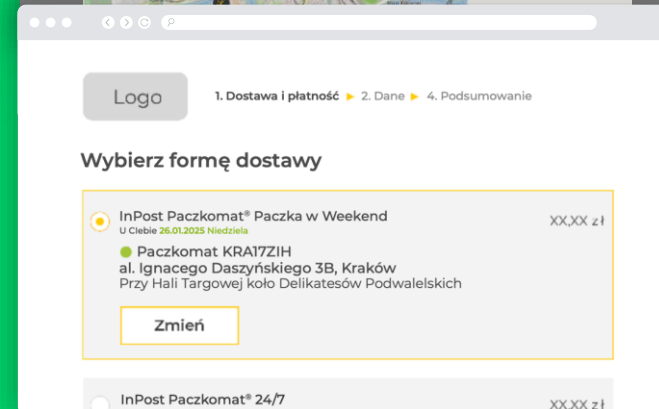 Logo
1. Dostawa i płatność ▶ 2. Dane ▶ 4. Podsumowanie
Wybierz formę dostawy
InPost Paczkomat® Paczka w Weekend
XX,XX zł
U CIebie 26.01.2025 Niedziela
Paczkomat KRA17ZIH
al. Ignacego Daszyńskiego 3B, Kraków
Przy Hali Targowej koło Delikatesów Podwalelskich
Zmień
InPost Paczkomat® 24/7
XX,XX zł